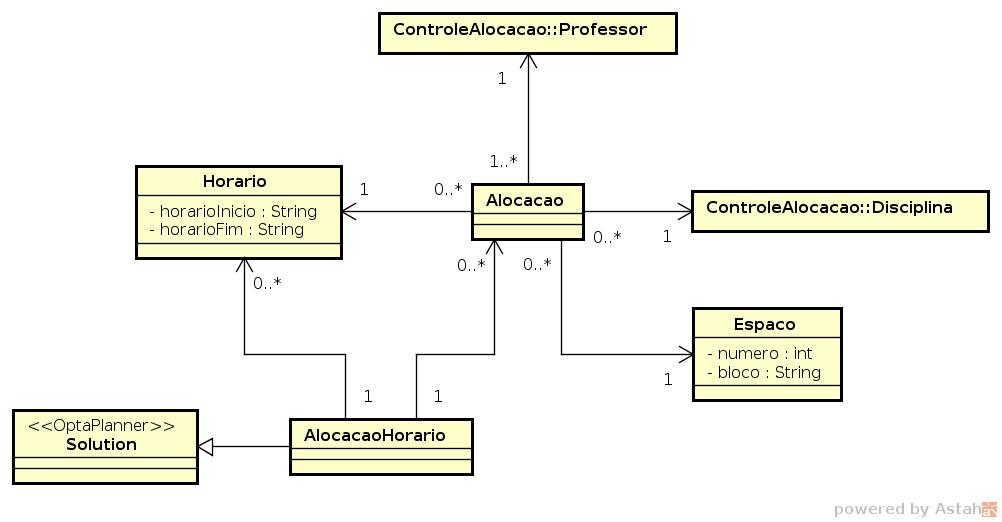 ControleAlocacao::Professor
1
1..*
Horario
- horarioInicio : String
- horarioFim : String
1
0..*
Alocacao
0..*
1
ControleAlocacao::Disciplina
0..*
0..*
0..*
Espaco
- numero : int
- bloco : String
1
1
1
<<OptaPlanner>>
Solution
AlocacaoHorario
powered by Astah